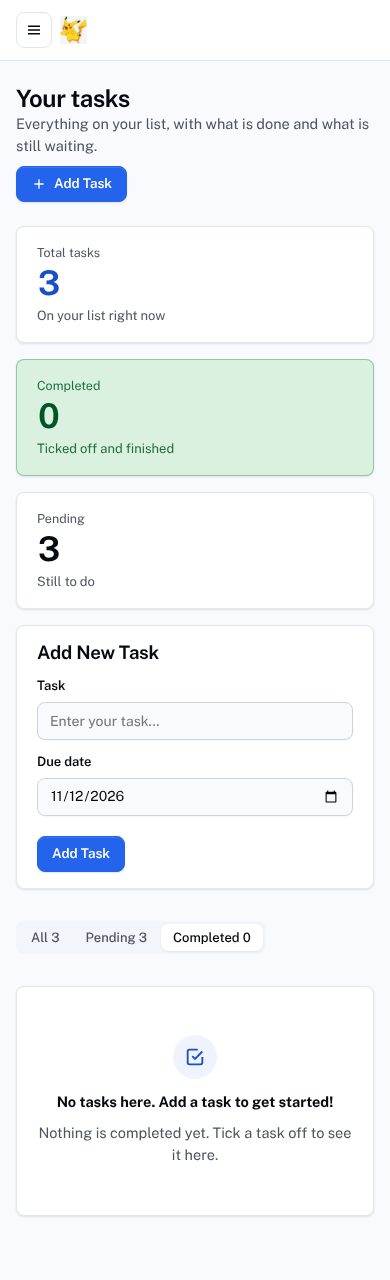 Your tasks
Everything on your list, with what is done and what is
still waiting.
Add Task
Total tasks
3
On your list right now
Completed
0
Ticked off and finished
Pending
3
Still to do
Add New Task
Task
Enter your task...
Due date
11/12/2026
Add Task
All 3 Pending 3 Completed 0
No tasks here. Add a task to get started!
Nothing is completed yet. Tick a task off to see
it here.